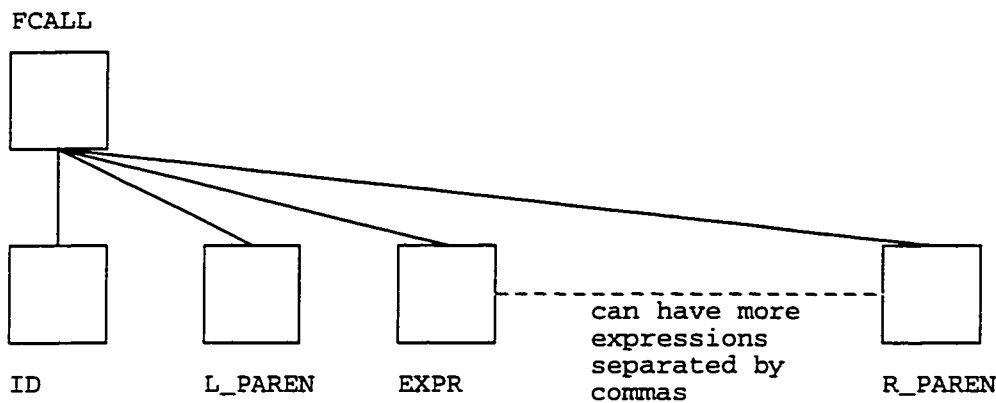 FCALL
can have more
expressions
separated by
commas
ID L_PAREN EXPR R_PAREN